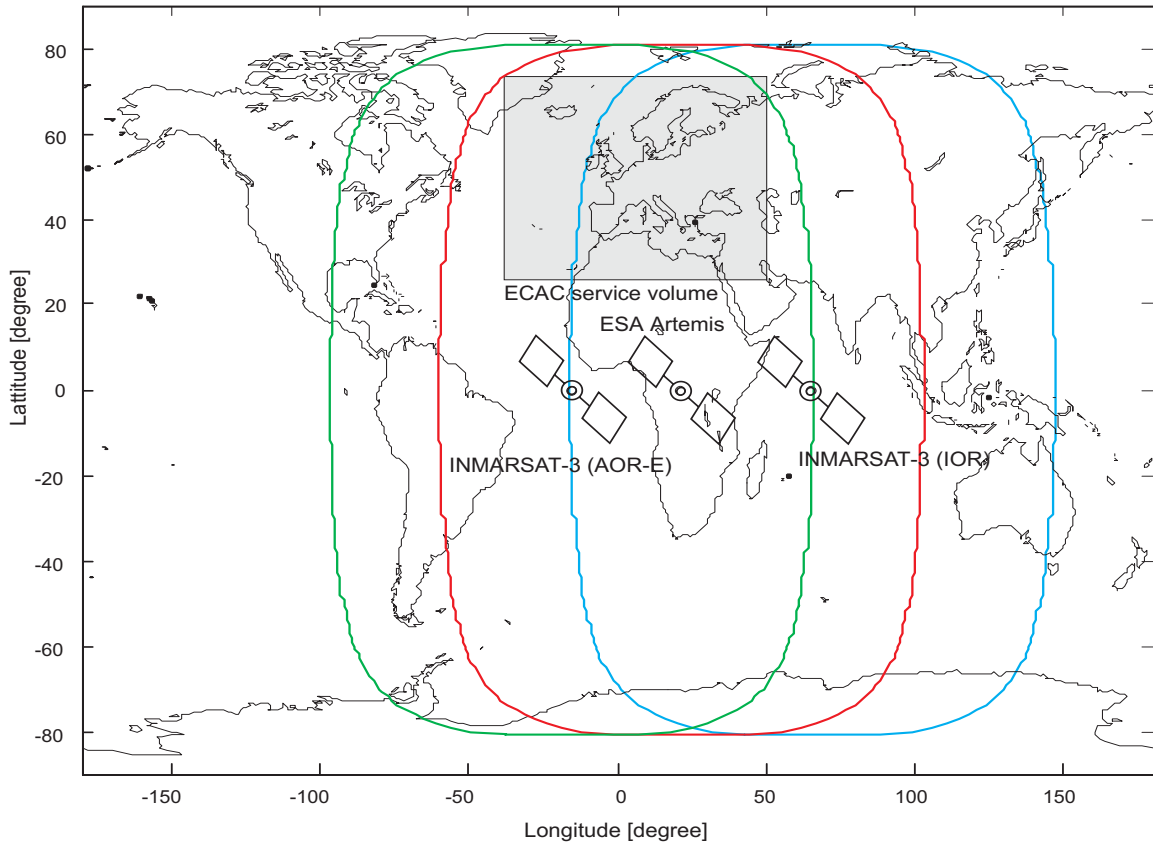 80
60
40
20
0
-20
-40
-60
-80
Lattitude [degree]
ECAC service volume
ESA Artemis
INMARSAT-3 (AOR-E)
INMARSAT-3 (IOR)
-150
-100
-50
0
50
100
150
Longitude [degree]